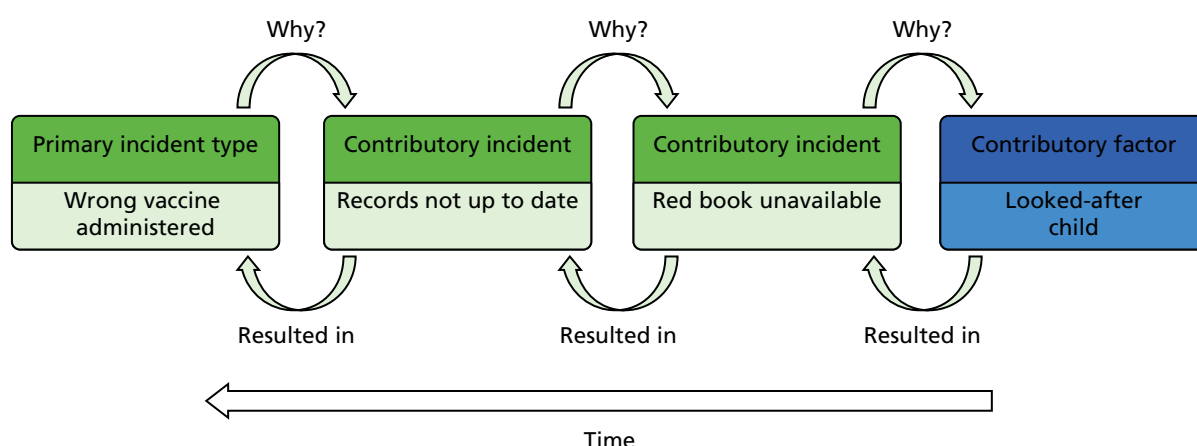 Why?
Why?
Why?
Primary incident type
Contributory incident
Contributory incident
Contributory factor
Wrong vaccine
administered
Records not up to date
Red book unavailable
Looked-after
child
Resulted in
Resulted in
Resulted in
Time